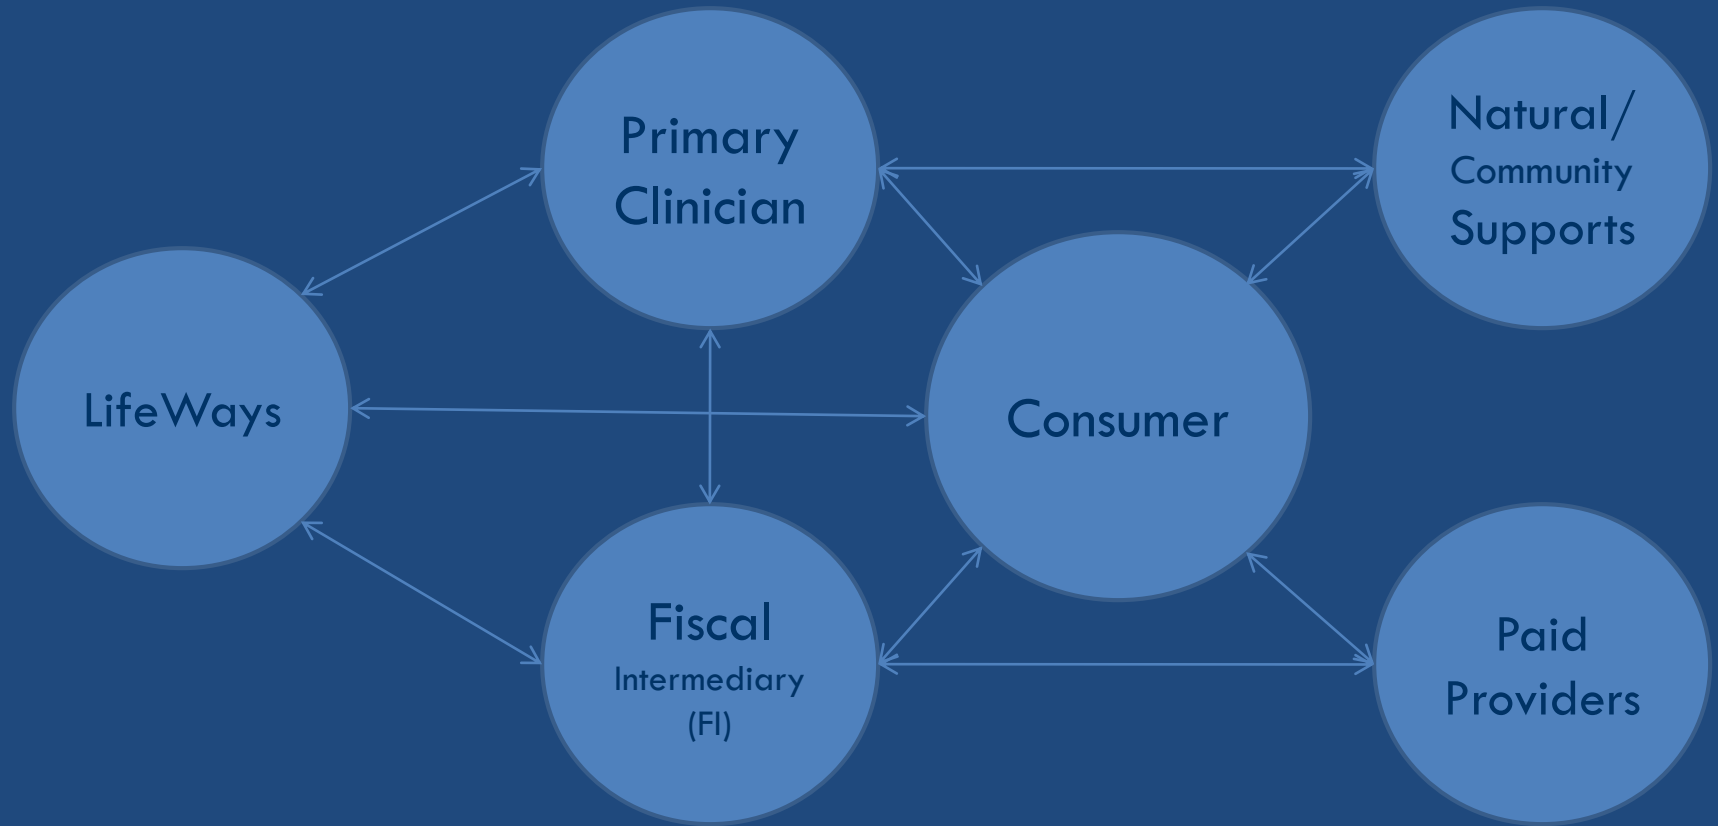 Primary
Clinician
Natural/
Community
Supports
LifeWays
Consumer
Fiscal
Intermediary
(FI)
Paid
Providers